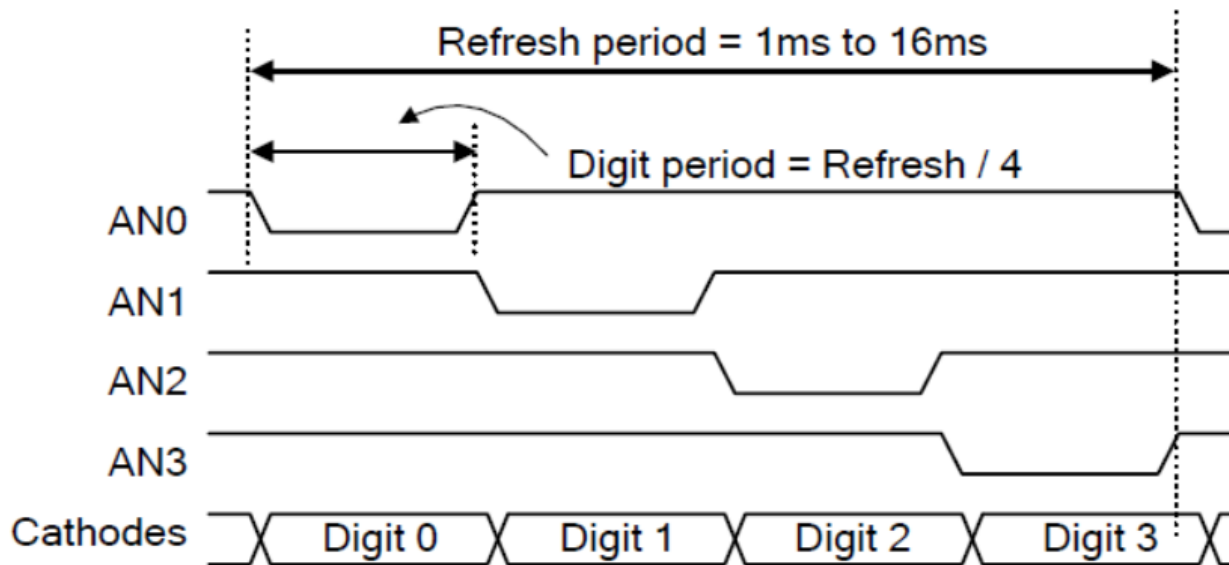 Refresh period = 1ms to 16ms
Digit period = Refresh / 4
AN0
AN1
AN2
AN3
Cathodes Digit 0 Digit 1 Digit 2 Digit 3